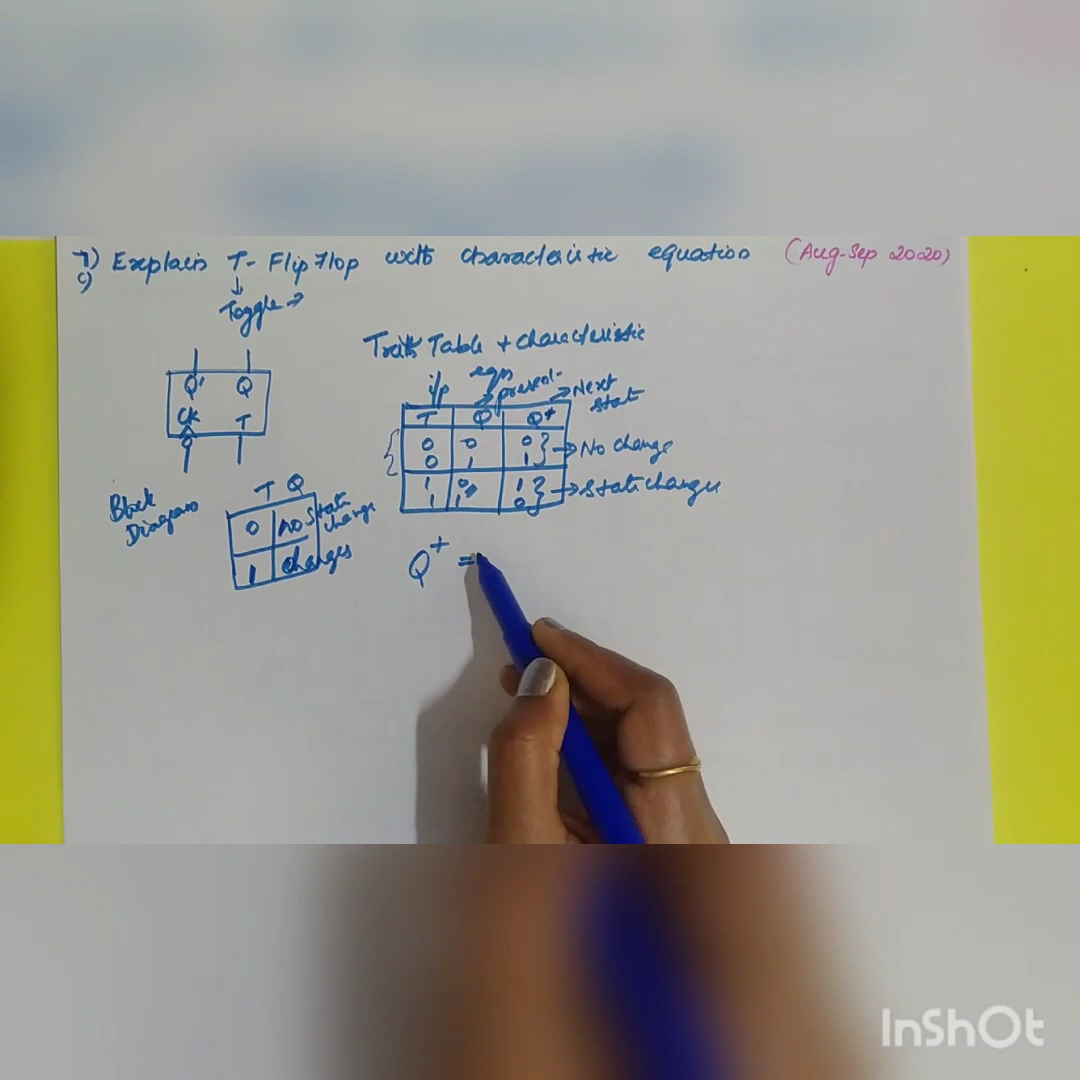 7) Explain T- Flip Flop with characteristic equation (Aug-Sep 2020)
c)
Toggle
Truth Table + characteristic
eqn
i/p present Next
state
T Q Q+
0 0 0 No change
0 1 1
1 0 1 State change
1 1 0
Q' Q
CK T
Block
Diagram
T Q
0 No state
change
1 changes
Q+ =
InShOt